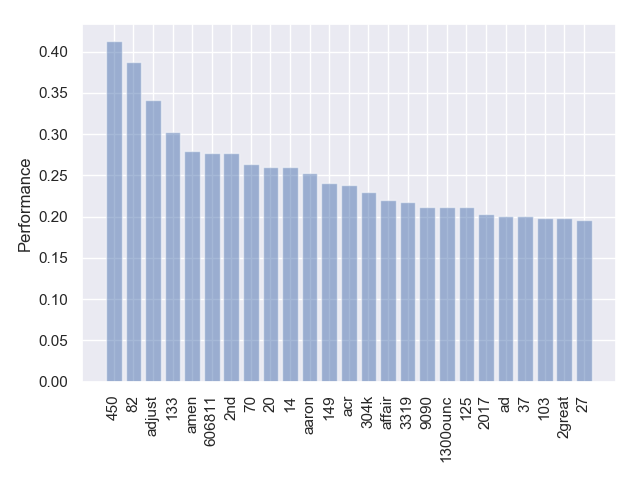 0.40
0.35
0.30
0.25
0.20
0.15
0.10
0.05
0.00
Performance
450
82
adjust
133
amen
606811
2nd
70
20
14
aaron
149
acr
304k
affair
3319
9090
1300ounc
125
2017
ad
37
103
2great
27